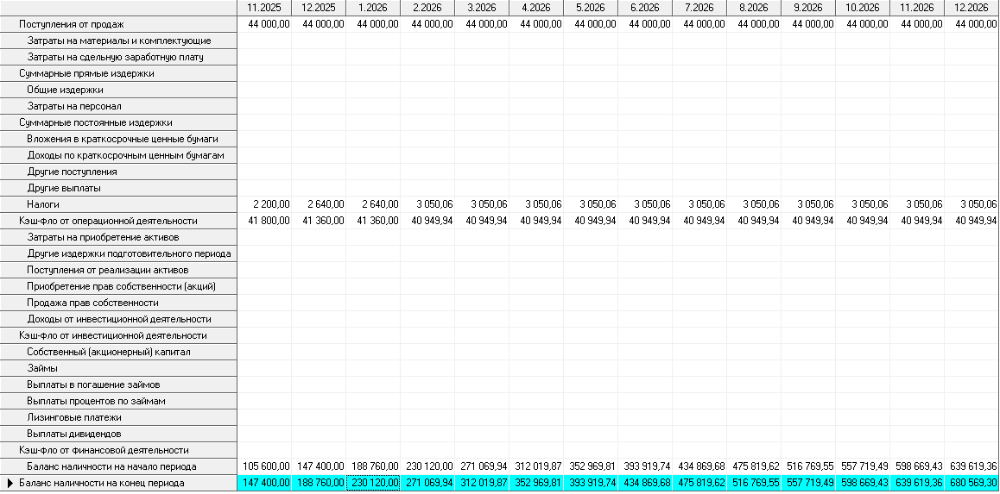 11.2025 12.2025 1.2026 2.2026 3.2026 4.2026 5.2026 6.2026 7.2026 8.2026 9.2026 10.2026 11.2026 12.2026
Поступления от продаж 44 000,00 44 000,00 44 000,00 44 000,00 44 000,00 44 000,00 44 000,00 44 000,00 44 000,00 44 000,00 44 000,00 44 000,00 44 000,00 44 000,00
Затраты на материалы и комплектующие
Затраты на сдельную заработную плату
Суммарные прямые издержки
Общие издержки
Затраты на персонал
Суммарные постоянные издержки
Вложения в краткосрочные ценные бумаги
Доходы по краткосрочным ценным бумагам
Другие поступления
Другие выплаты
Налоги 2 200,00 2 640,00 2 640,00 3 050,06 3 050,06 3 050,06 3 050,06 3 050,06 3 050,06 3 050,06 3 050,06 3 050,06 3 050,06 3 050,06
Кэш-фло от операционной деятельности 41 800,00 41 360,00 41 360,00 40 949,94 40 949,94 40 949,94 40 949,94 40 949,94 40 949,94 40 949,94 40 949,94 40 949,94 40 949,94 40 949,94
Затраты на приобретение активов
Другие издержки подготовительного периода
Поступления от реализации активов
Приобретение прав собственности (акций)
Продажа прав собственности
Доходы от инвестиционной деятельности
Кэш-фло от инвестиционной деятельности
Собственный (акционерный) капитал
Займы
Выплаты в погашение займов
Выплаты процентов по займам
Лизинговые платежи
Выплаты дивидендов
Кэш-фло от финансовой деятельности
Баланс наличности на начало периода 105 600,00 147 400,00 188 760,00 230 120,00 271 069,94 312 019,87 352 969,81 393 919,74 434 869,68 475 819,62 516 769,55 557 719,49 598 669,43 639 619,36
Баланс наличности на конец периода 147 400,00 188 760,00 230 120,00 271 069,94 312 019,87 352 969,81 393 919,74 434 869,68 475 819,62 516 769,55 557 719,49 598 669,43 639 619,36 680 569,30